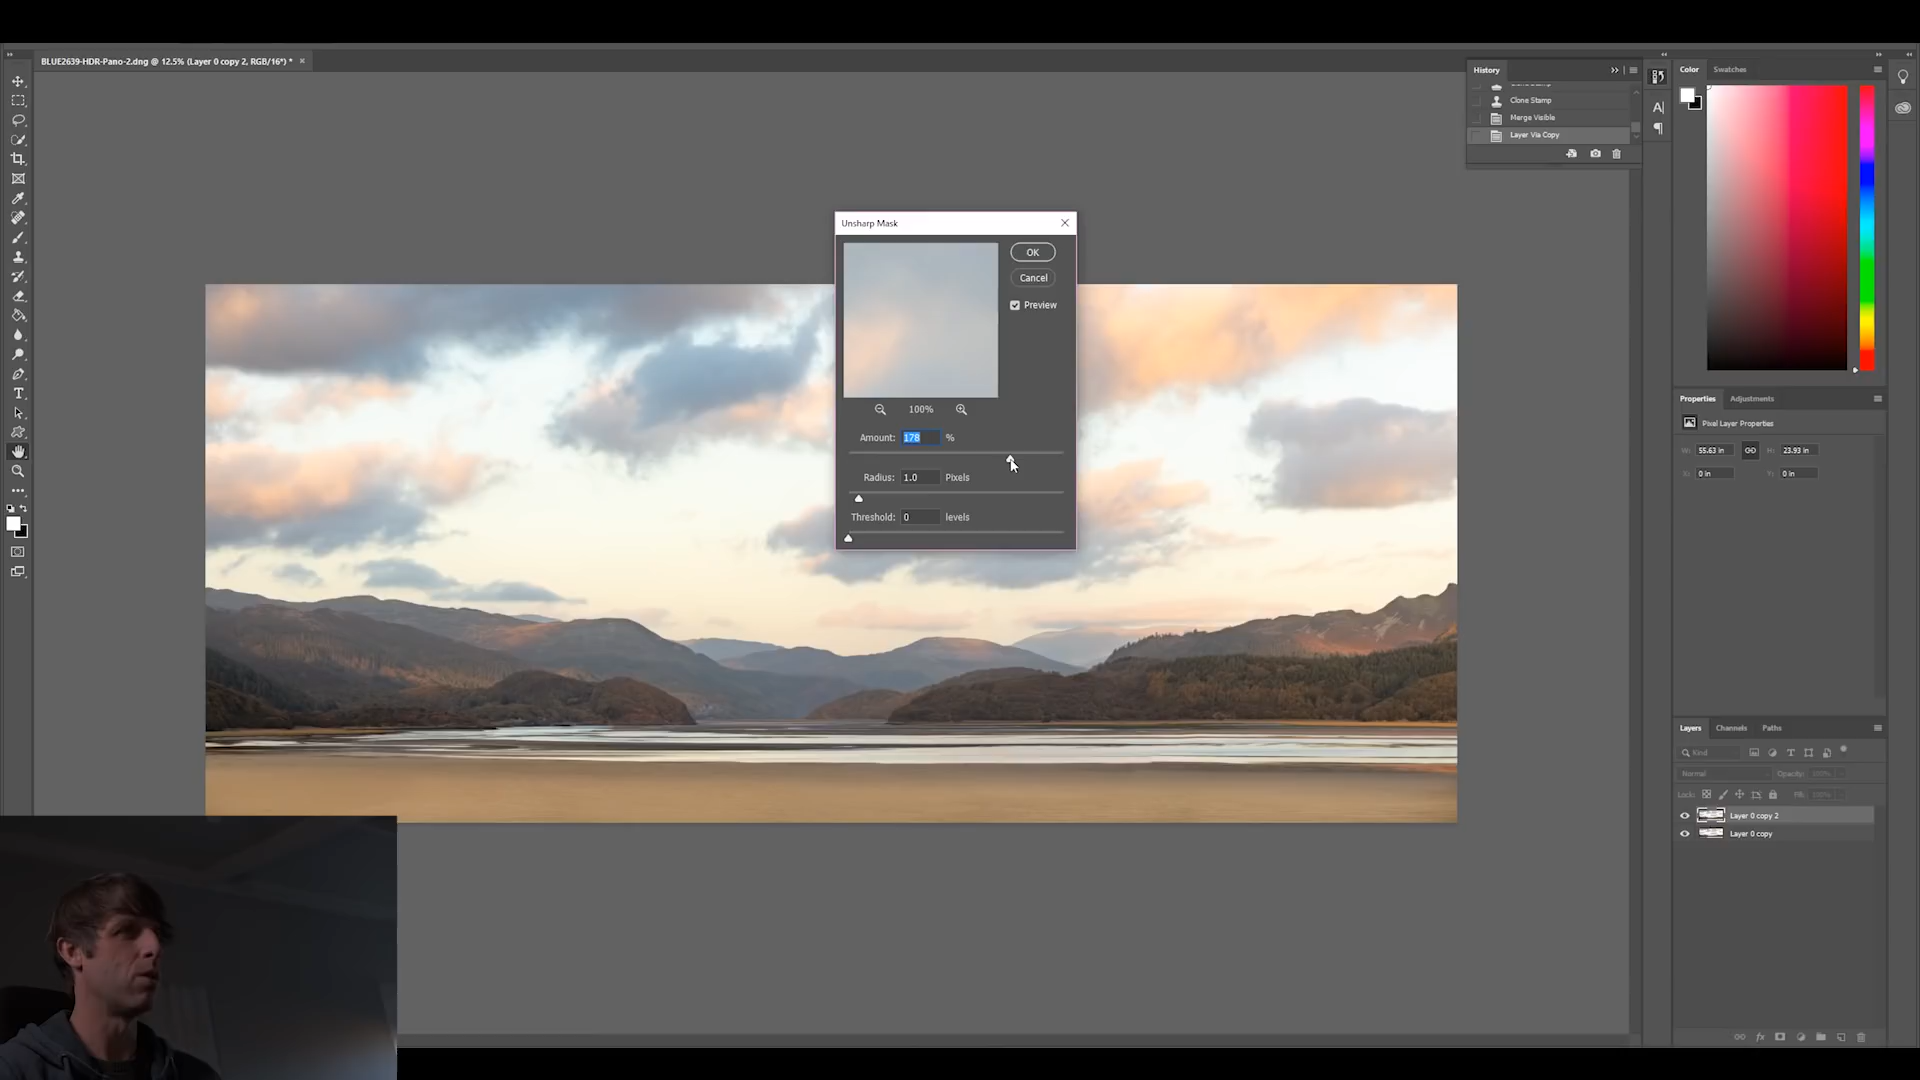 BLUE2639-HDR-Pano-2.dng @ 12.5% (Layer 0 copy 2, RGB/16*) *
History
Clone Stamp
Merge Visible
Layer Via Copy
Color
Swatches
Unsharp Mask
OK
Cancel
Preview
100%
Amount: 178 %
Radius: 1.0 Pixels
Threshold: 0 levels
Properties
Adjustments
Pixel Layer Properties
W: 55.63 in
H: 23.93 in
X: 0 in
Y: 0 in
Layers
Channels
Paths
Kind
Normal
Opacity: 100%
Lock:
Fill: 100%
Layer 0 copy 2
Layer 0 copy